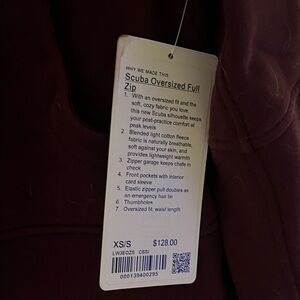 WHY WE MADE THIS
Scuba Oversized Full
Zip
1. With an oversized fit and the
soft, cozy fabric you love,
this new Scuba silhouette keeps
your post-practice comfort at
peak levels
2. Blended light cotton fleece
fabric is naturally breathable,
soft against your skin, and
provides lightweight warmth
3. Zipper garage keeps chafe in
check
4. Front pockets with interior
card sleeve
5. Elastic zipper pull doubles as
an emergency hair tie
6. Thumbholes
7. Oversized fit, waist length
XS/S $128.00
LW3EOZS CSSI
000139400295